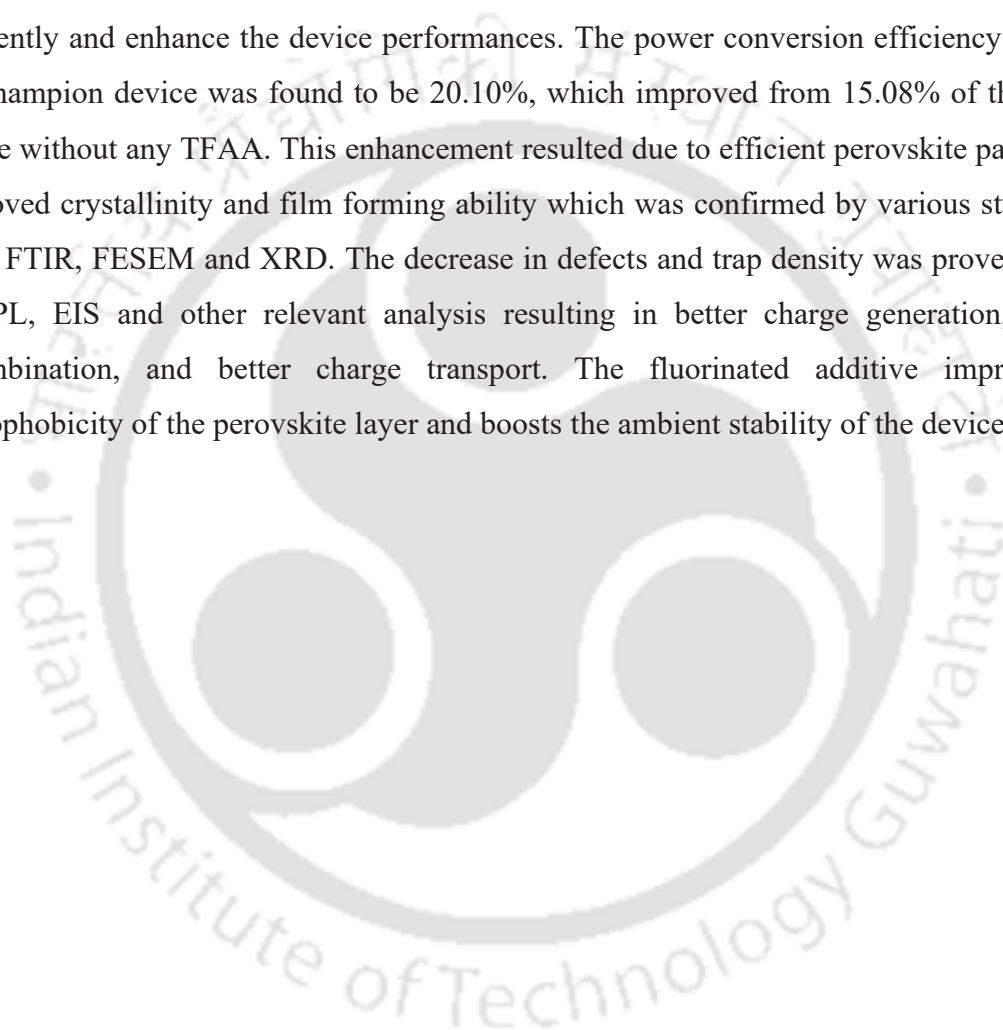 ently and enhance the device performances. The power conversion efficiency
hampion device was found to be 20.10%, which improved from 15.08% of th
e without any TFAA. This enhancement resulted due to efficient perovskite pa
oved crystallinity and film forming ability which was confirmed by various st
FTIR, FESEM and XRD. The decrease in defects and trap density was prove
PL, EIS and other relevant analysis resulting in better charge generation,
mbination, and better charge transport. The fluorinated additive impr
ophobicity of the perovskite layer and boosts the ambient stability of the device
• Indian Institute of Technology Guwahati •